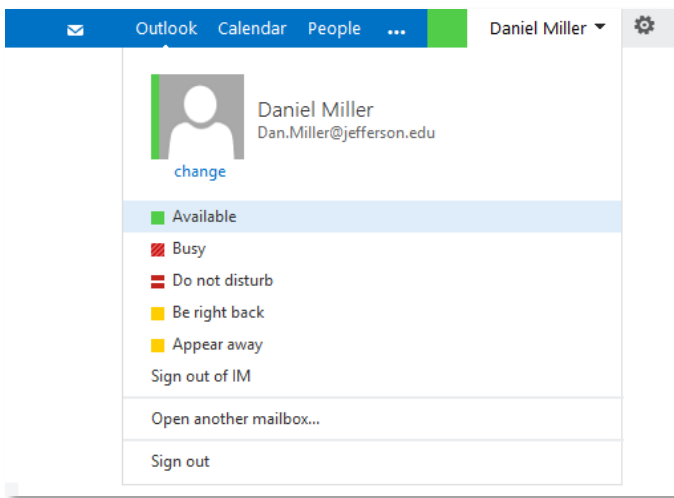 Outlook Calendar People ... Daniel Miller
Daniel Miller
Dan.Miller@jefferson.edu
change
Available
Busy
Do not disturb
Be right back
Appear away
Sign out of IM
Open another mailbox...
Sign out